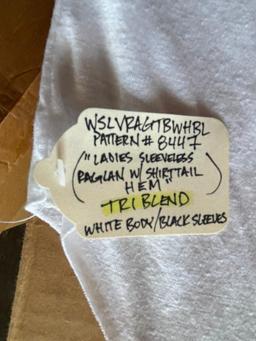 WSLVRAGTBWHBL
PATTERN # 8447
("LADIES SLEEVELESS
RAGLAN W/ SHIRTTAIL
HEM")
TRI BLEND
WHITE BODY/BLACK SLEEVES